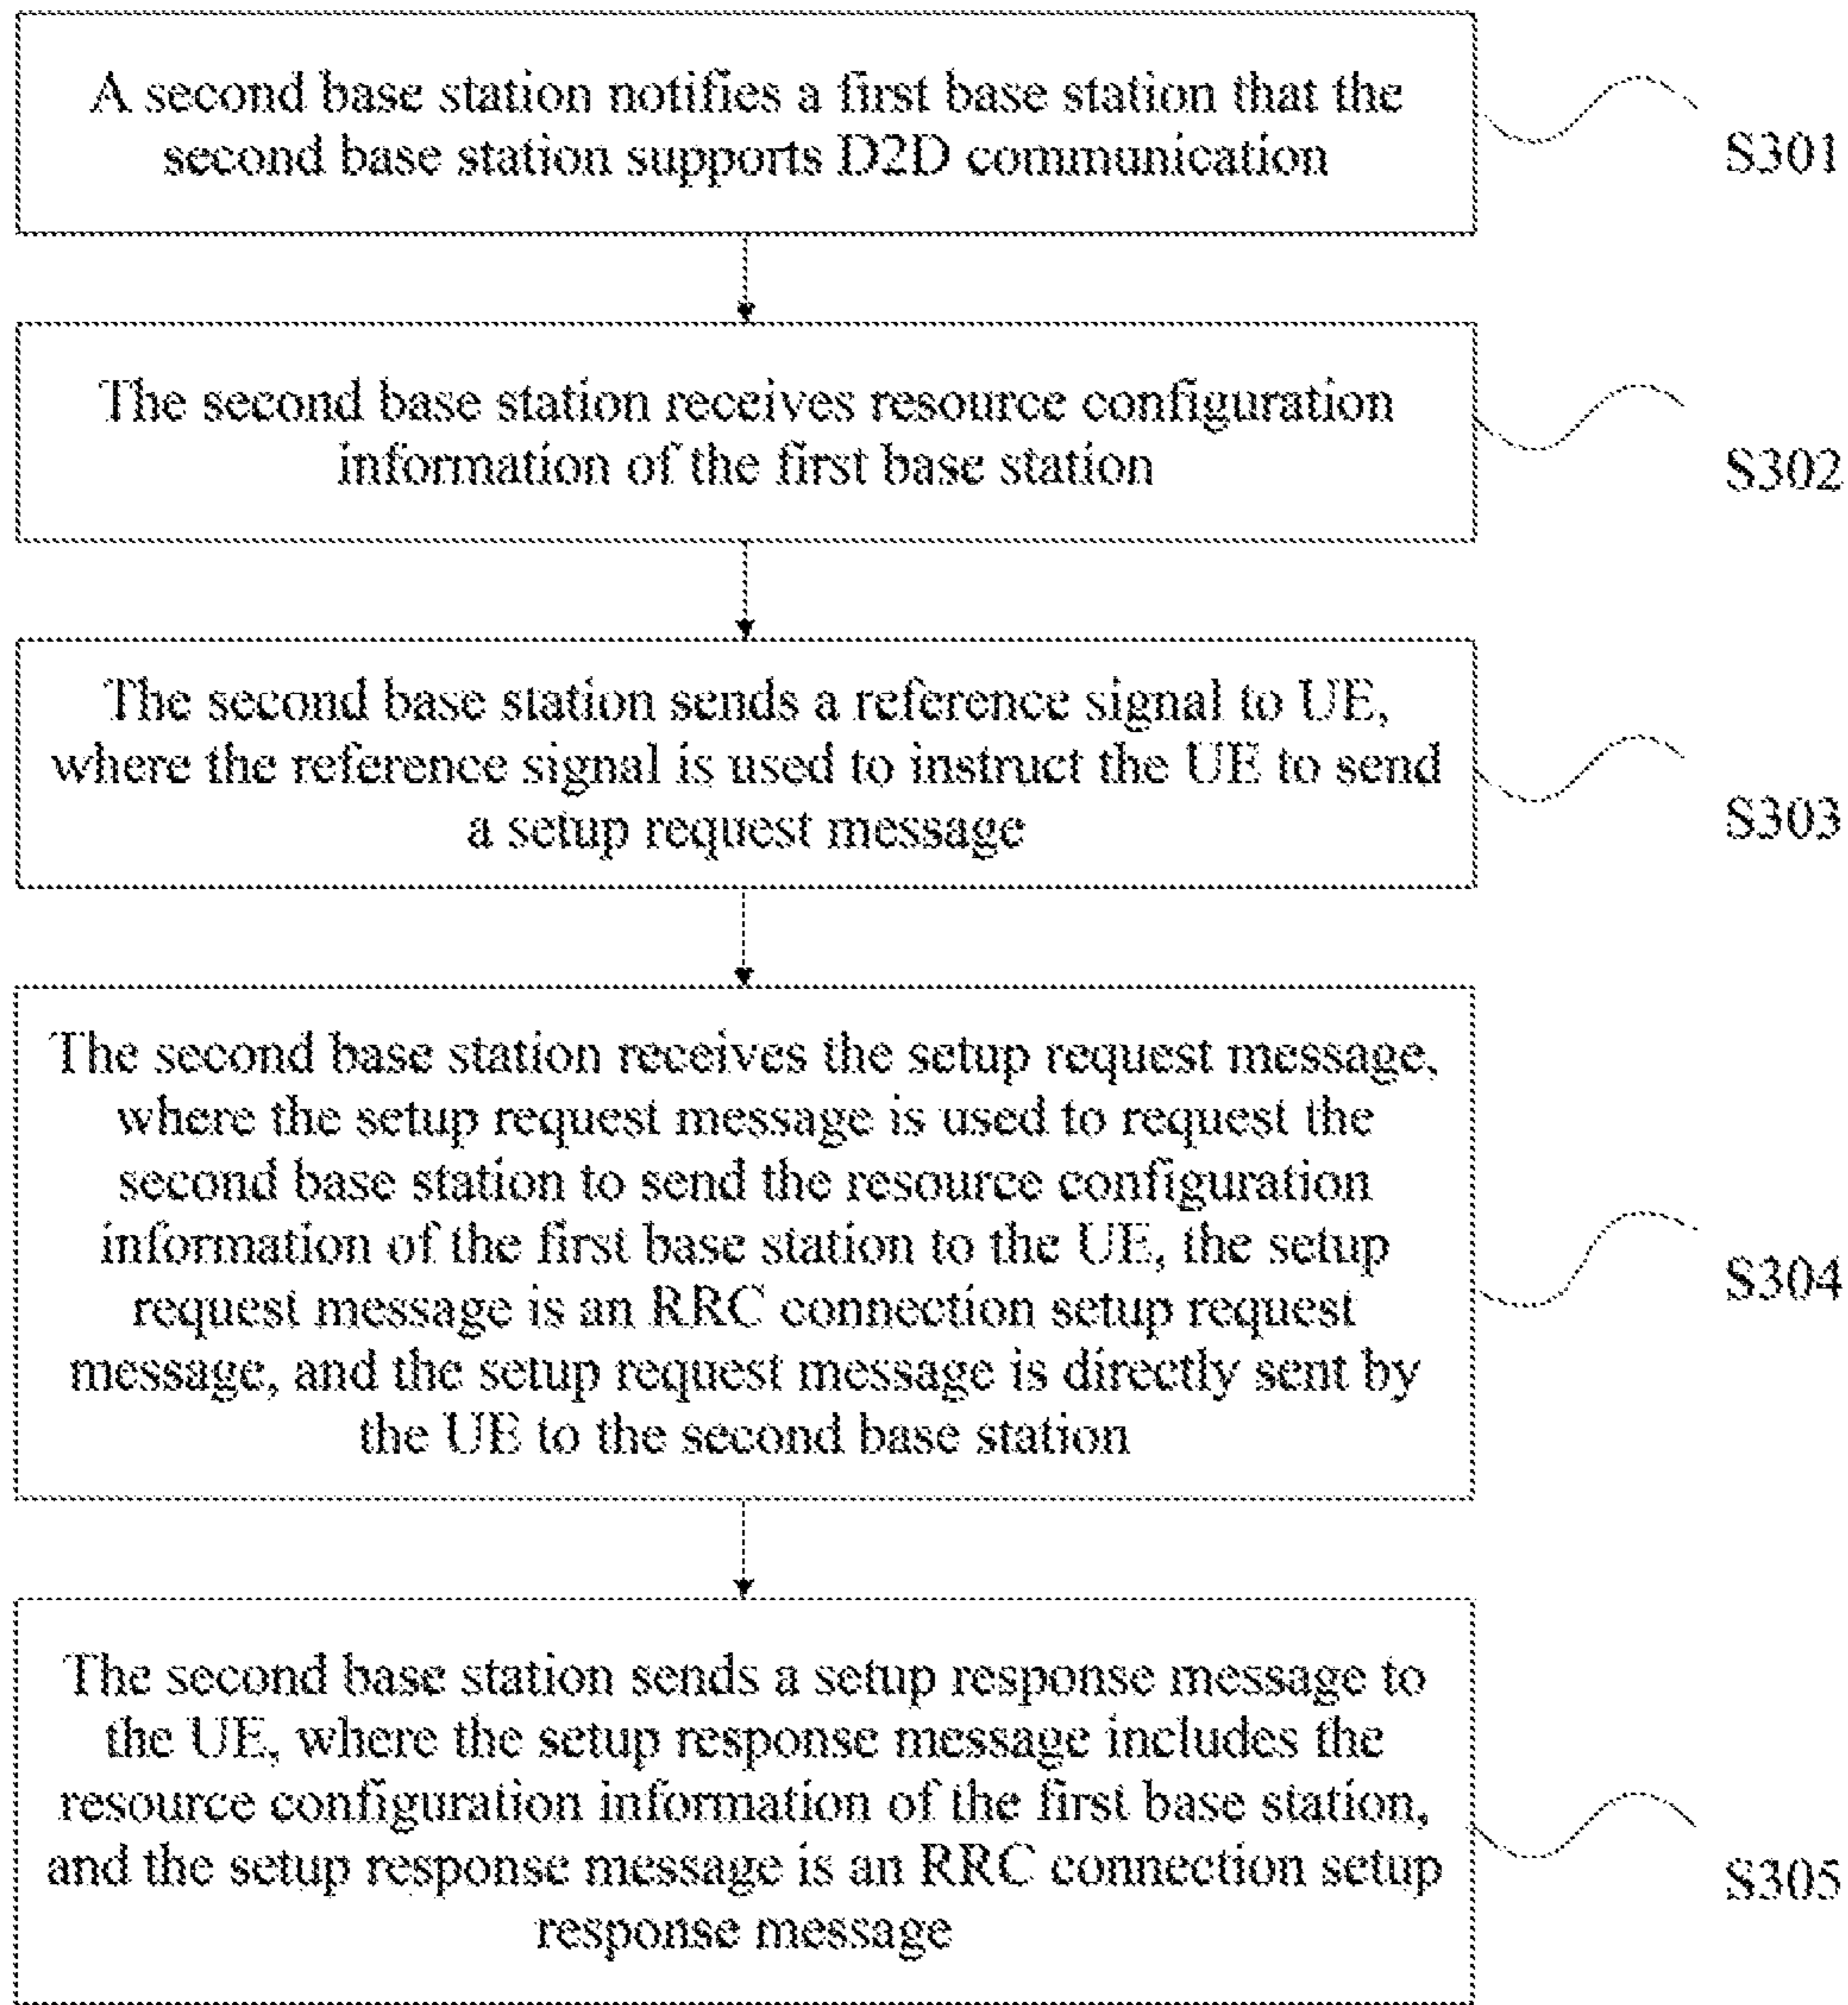 A second base station notifies a first base station that the
second base station supports D2D communication
S301
The second base station receives resource configuration
information of the first base station
S302
The second base station sends a reference signal to UE,
where the reference signal is used to instruct the UE to send
a setup request message
S303
The second base station receives the setup request message,
where the setup request message is used to request the
second base station to send the resource configuration
information of the first base station to the UE, the setup
request message is an RRC connection setup request
message, and the setup request message is directly sent by
the UE to the second base station
S304
The second base station sends a setup response message to
the UE, where the setup response message includes the
resource configuration information of the first base station,
and the setup response message is an RRC connection setup
response message
S305